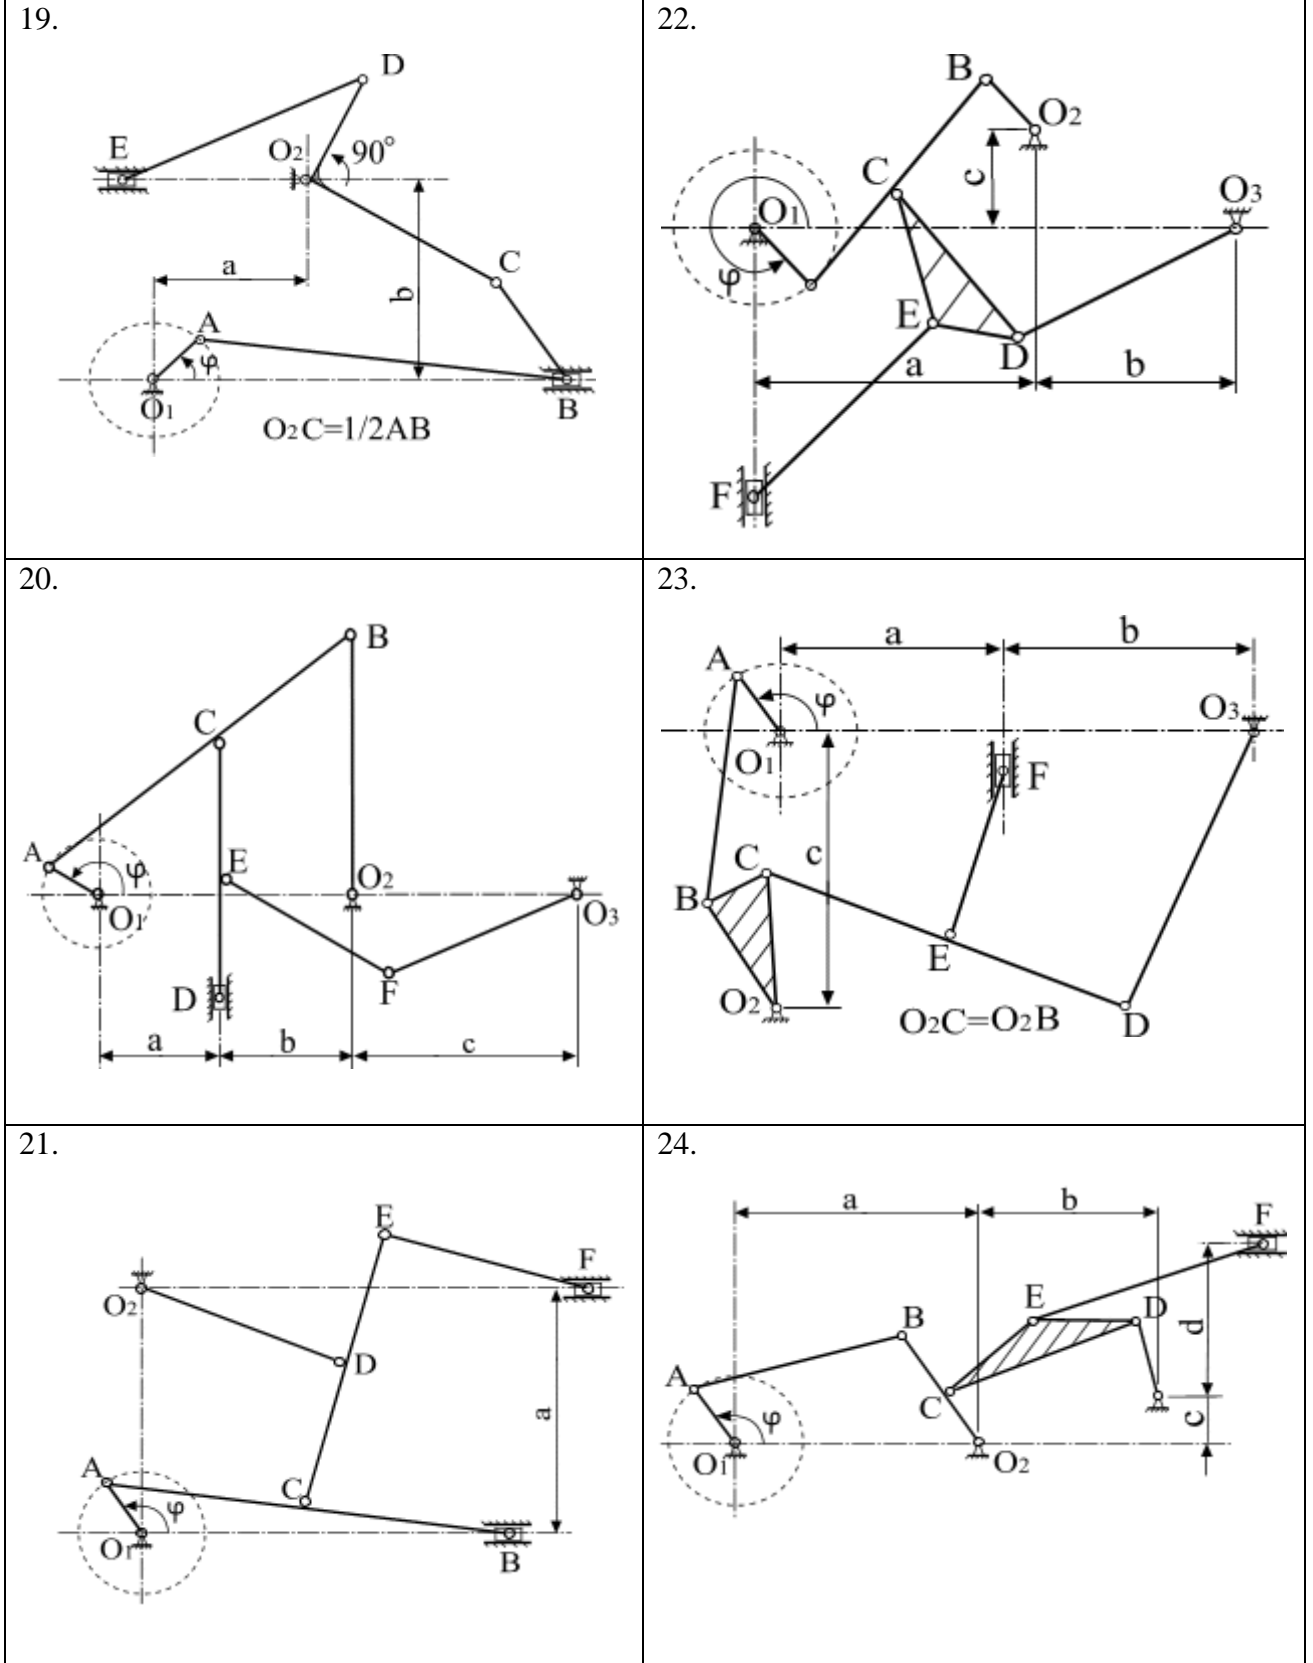 19.
D
E
O2
90°
a
C
b
A
φ
O1
B
O2C=1/2AB
22.
B
O2
C
c
O1
O3
φ
E
D
a
b
F
20.
B
C
A
E
φ
O2
O1
O3
D
F
a
b
c
23.
a
b
A
φ
O3
O1
F
C
c
B
E
O2
O2C=O2B
D
21.
E
F
O2
D
a
A
C
φ
O1
B
24.
a
b
F
E
D
B
d
A
C
φ
c
O1
O2